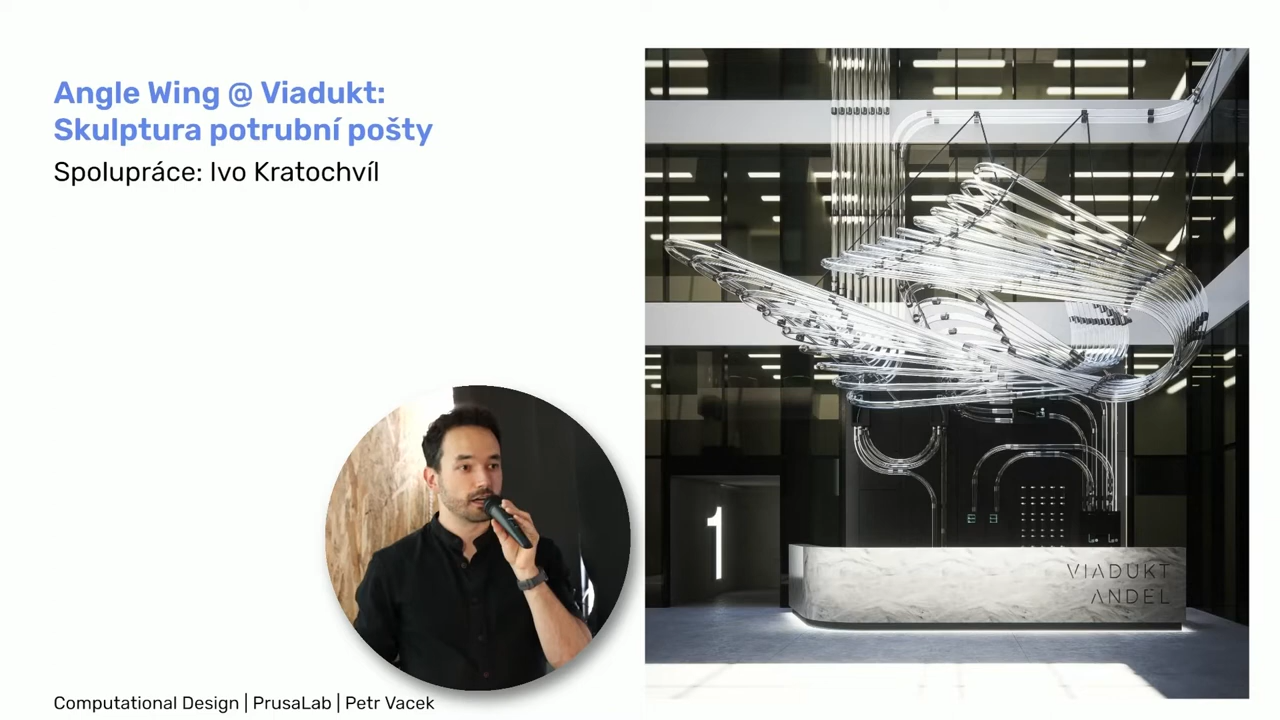 Angle Wing @ Viadukt:
Skulptura potrubní pošty
Spolupráce: Ivo Kratochvíl
1
VIADUKT
ANDEL
Computational Design | PrusaLab | Petr Vacek